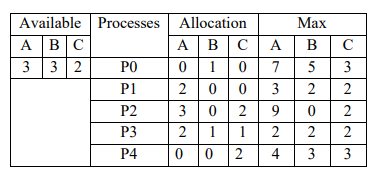 Available Processes Allocation Max
A B C A B C A B C
3 3 2 P0 0 1 0 7 5 3
P1 2 0 0 3 2 2
P2 3 0 2 9 0 2
P3 2 1 1 2 2 2
P4 0 0 2 4 3 3